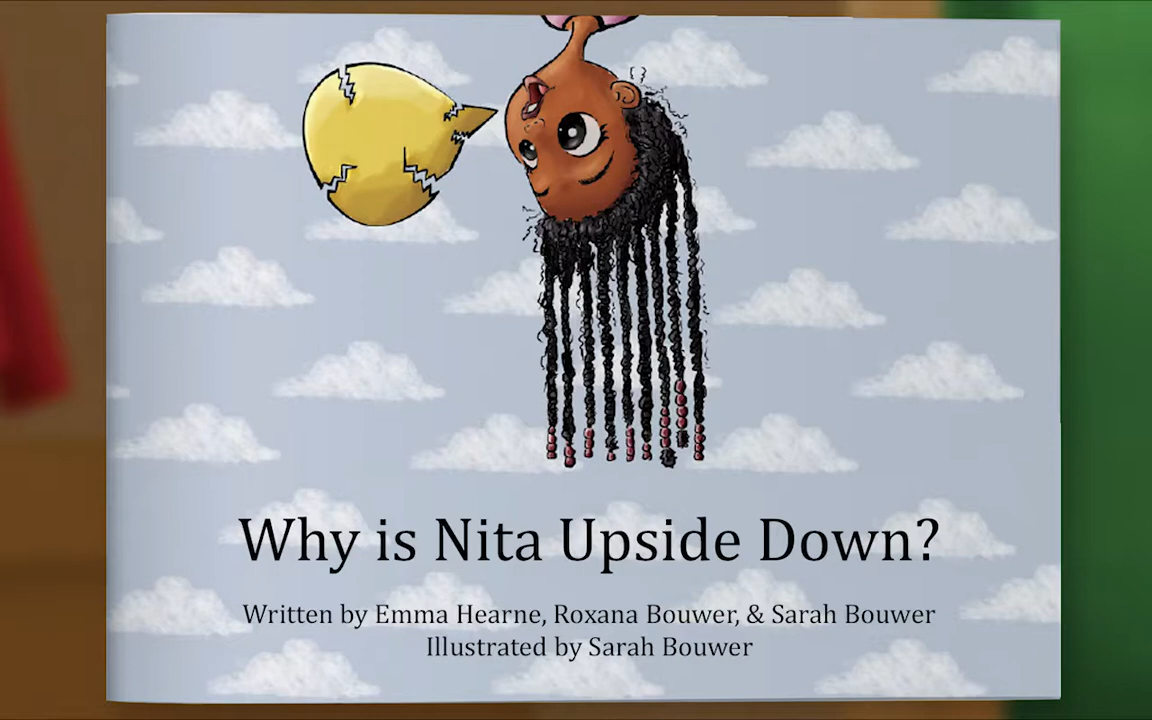 Why is Nita Upside Down?
Written by Emma Hearne, Roxana Bouwer, & Sarah Bouwer
Illustrated by Sarah Bouwer